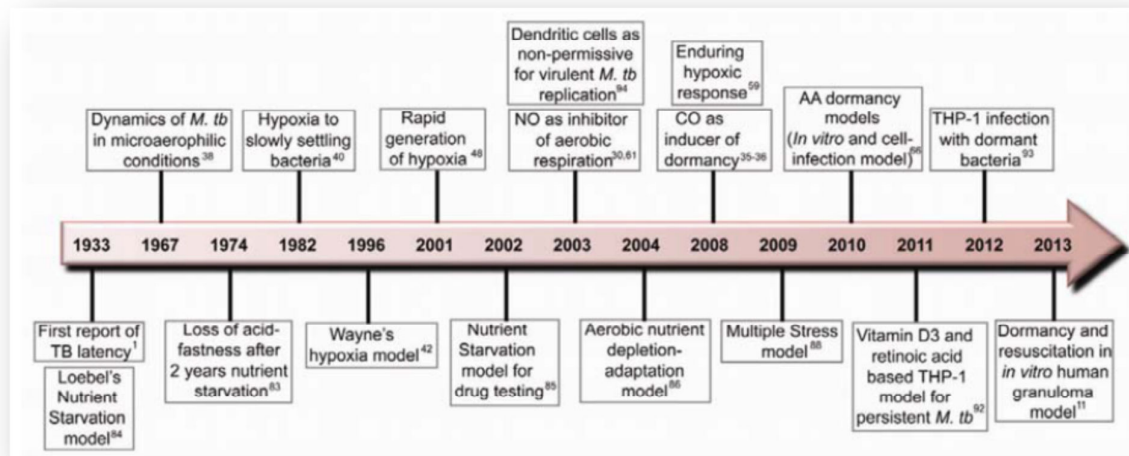 Dendritic cells as
non-permissive
for virulent M. tb
replication94
Enduring
hypoxic
response59
Dynamics of M. tb
in microaerophilic
conditions38
Hypoxia to
slowly settling
bacteria40
Rapid
generation
of hypoxia 48
NO as inhibitor
of aerobic
respiration30,61
CO as
inducer of
dormancy35-36
AA dormancy
models
(In vitro and cell-
infection model)66
THP-1 infection
with dormant
bacteria93
1933 1967 1974 1982 1996 2001 2002 2003 2004 2008 2009 2010 2011 2012 2013
First report of
TB latency1
Loebel's
Nutrient
Starvation
model84
Loss of acid-
fastness after
2 years nutrient
starvation83
Wayne's
hypoxia model42
Nutrient
Starvation
model for
drug testing85
Aerobic nutrient
depletion-
adaptation
model86
Multiple Stress
model88
Vitamin D3 and
retinoic acid
based THP-1
model for
persistent M. tb92
Dormancy and
resuscitation in
in vitro human
granuloma
model11